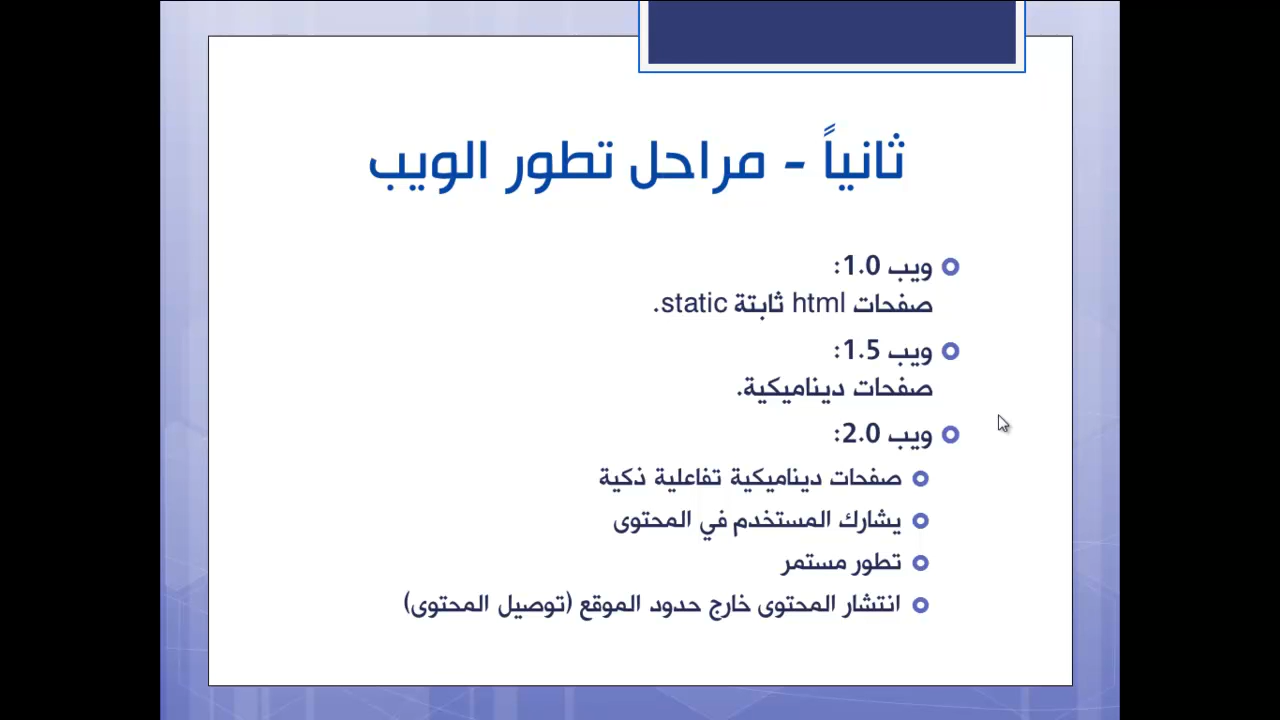 ثانياً - مراحل تطور الويب
ويب 1.0:
صفحات html ثابتة static.
ويب 1.5:
صفحات ديناميكية.
ويب 2.0:
صفحات ديناميكية تفاعلية ذكية
يشارك المستخدم في المحتوى
تطور مستمر
انتشار المحتوى خارج حدود الموقع (توصيل المحتوى)